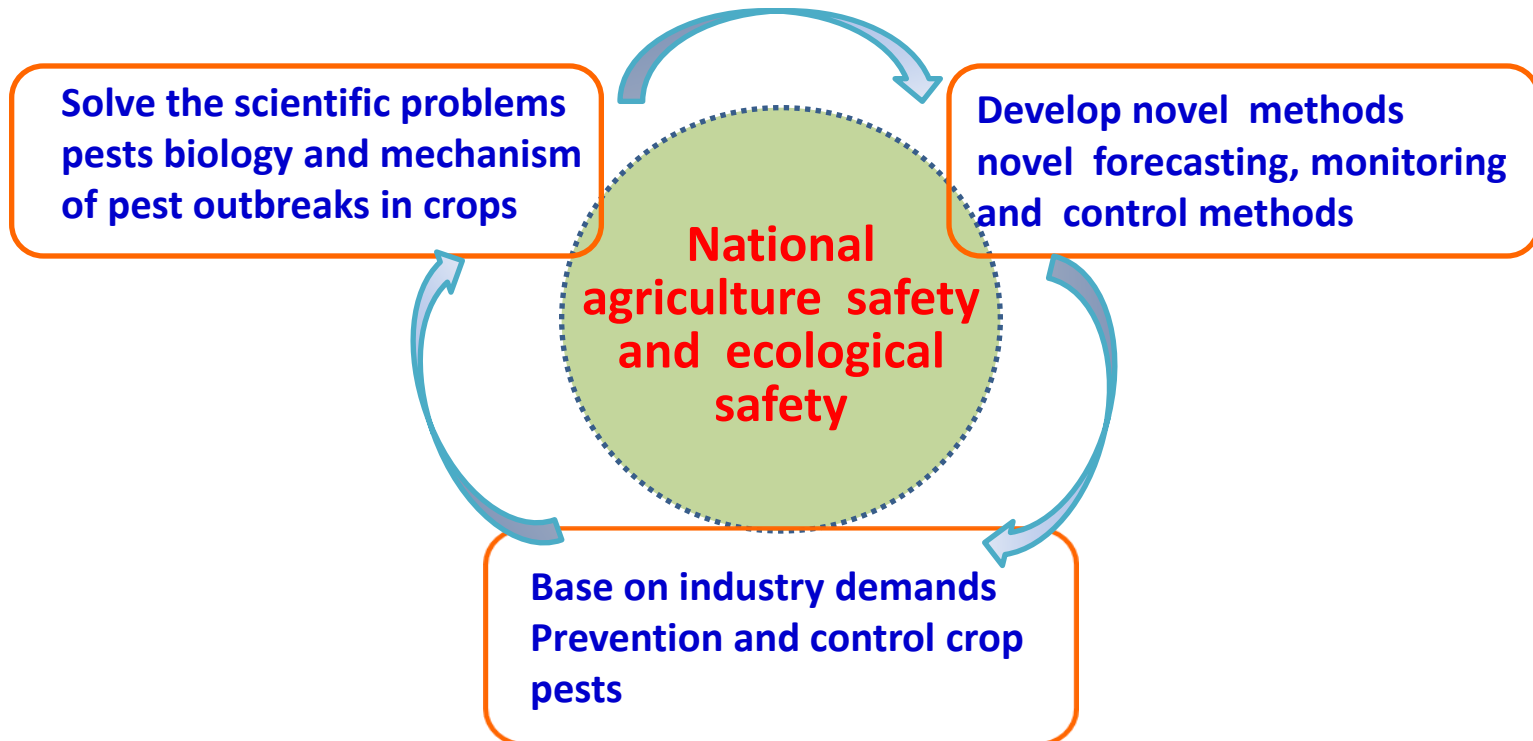 Solve the scientific problems
pests biology and mechanism
of pest outbreaks in crops
Develop novel  methods
novel  forecasting, monitoring
and  control methods
National
agriculture  safety
and  ecological
safety
Base on industry demands
Prevention and control crop
pests